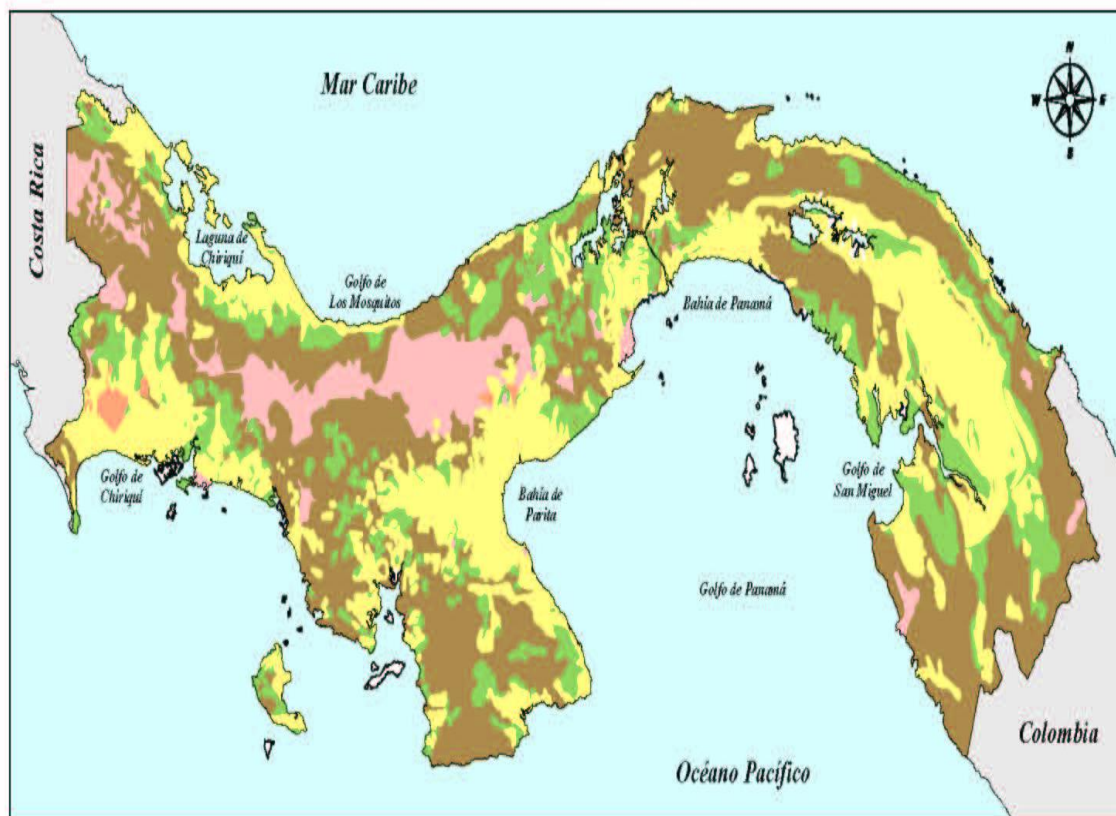 Mar Caribe
N
W
E
S
Costa Rica
Laguna de
Chiriquí
Golfo de
Los Mosquitos
Bahía de Panamá
Golfo de
Chiriquí
Bahía de
Parita
Golfo de
San Miguel
Golfo de Panamá
Colombia
Océano Pacífico